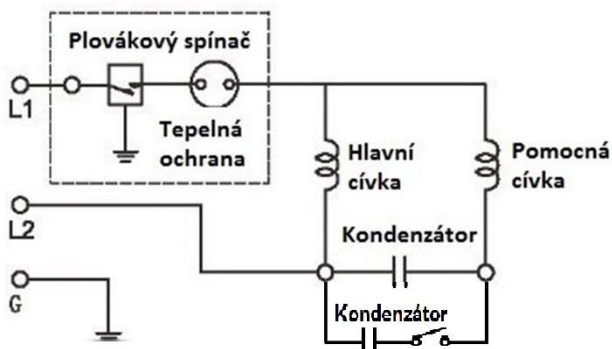 Plovákový spínač
L1
Tepelná
ochrana
Hlavní
cívka
Pomocná
cívka
L2
Kondenzátor
G
Kondenzátor